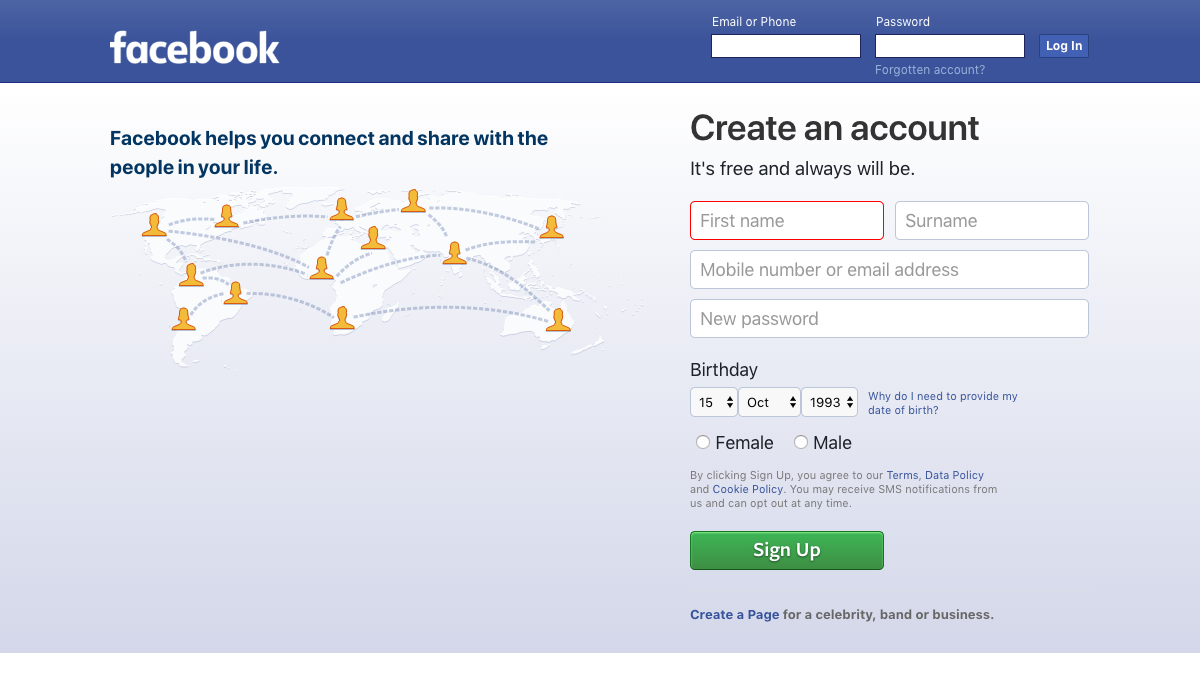 facebook
Email or Phone
Password
Log In
Forgotten account?
Facebook helps you connect and share with the
people in your life.
Create an account
It's free and always will be.
First name
Surname
Mobile number or email address
New password
Birthday
15
Oct
1993
Why do I need to provide my
date of birth?
Female
Male
By clicking Sign Up, you agree to our Terms, Data Policy
and Cookie Policy. You may receive SMS notifications from
us and can opt out at any time.
Sign Up
Create a Page for a celebrity, band or business.